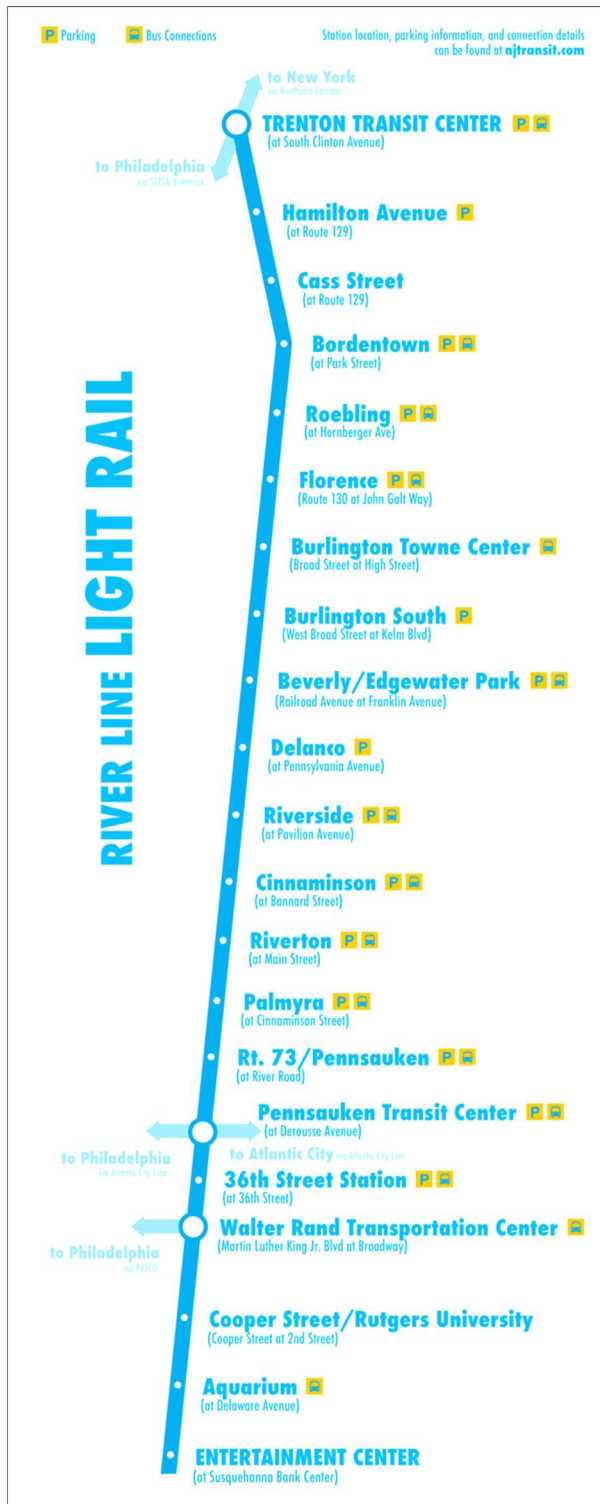 P Parking
Bus Connections
Station location, parking information, and connection details
can be found at njtransit.com
to New York
via Northeast Corridor
TRENTON TRANSIT CENTER P
(at South Clinton Avenue)
to Philadelphia
via SEPTA & Amtrak
Hamilton Avenue P
(at Route 129)
Cass Street
(at Route 129)
Bordentown P
(at Park Street)
Roebling P
(at Hornberger Ave)
Florence P
(Route 130 at John Galt Way)
Burlington Towne Center
(Broad Street at High Street)
Burlington South P
(West Broad Street at Kelm Blvd)
Beverly/Edgewater Park P
(Railroad Avenue at Franklin Avenue)
Delanco P
(at Pennsylvania Avenue)
Riverside P
(at Pavilion Avenue)
Cinnaminson P
(at Bannard Street)
Riverton P
(at Main Street)
Palmyra P
(at Cinnaminson Street)
Rt. 73/Pennsauken P
(at River Road)
Pennsauken Transit Center P
(at Derousse Avenue)
to Philadelphia
via Atlantic City Line
to Atlantic City via Atlantic City Line
36th Street Station P
(at 36th Street)
Walter Rand Transportation Center
(Martin Luther King Jr. Blvd at Broadway)
to Philadelphia
via PATCO
Cooper Street/Rutgers University
(Cooper Street at 2nd Street)
Aquarium
(at Delaware Avenue)
ENTERTAINMENT CENTER
(at Susquehanna Bank Center)
RIVER LINE LIGHT RAIL